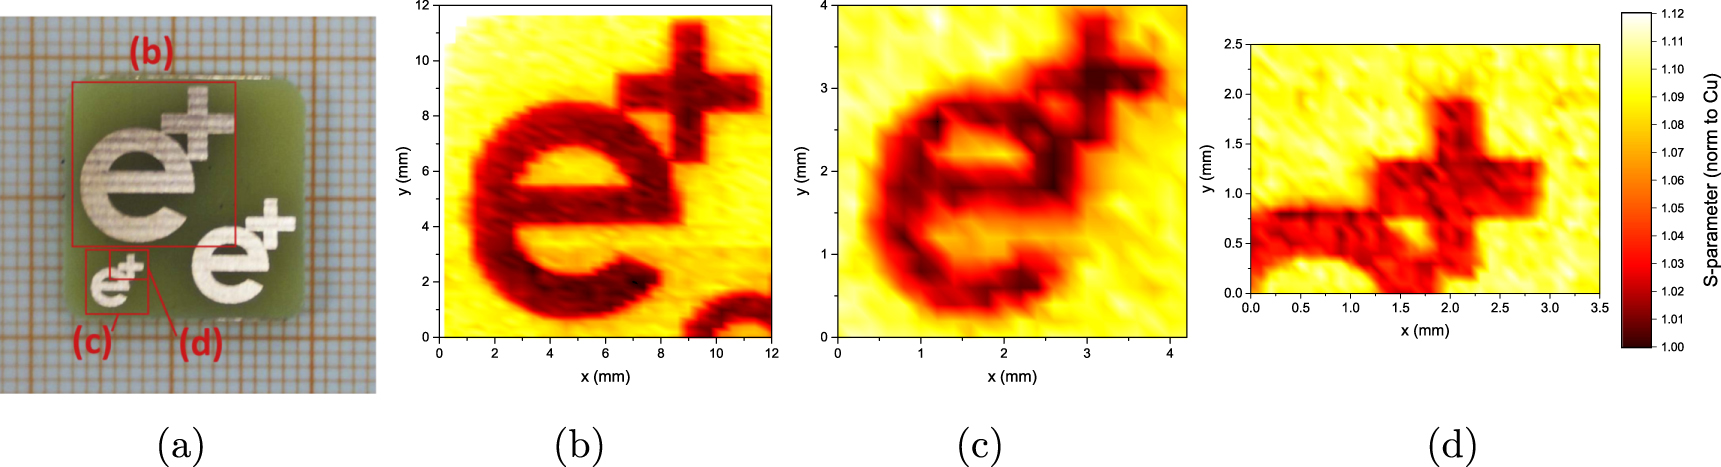 (b)
e+
e+
e+
(c)
(d)
y (mm)
12
10
8
6
4
2
0
0 2 4 6 8 10 12
x (mm)
y (mm)
4
3
2
1
0
0 1 2 3 4
x (mm)
y (mm)
2.5
2.0
1.5
1.0
0.5
0.0
0.0 0.5 1.0 1.5 2.0 2.5 3.0 3.5
x (mm)
1.12
1.11
1.10
1.09
1.08
1.07
1.06
1.05
1.04
1.03
1.02
1.01
1.00
S-parameter (norm to Cu)
(a) (b) (c) (d)